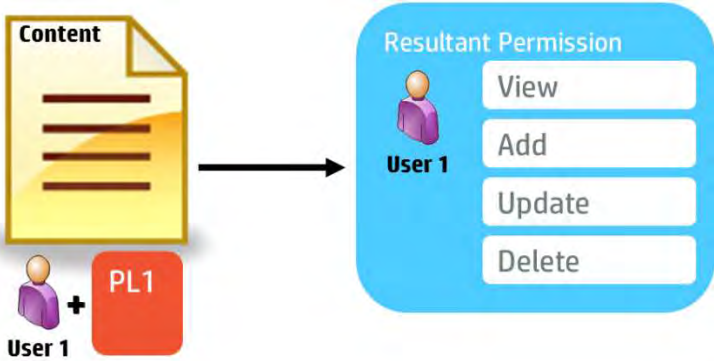 Content
PL1
+
User 1
Resultant Permission
User 1
View
Add
Update
Delete